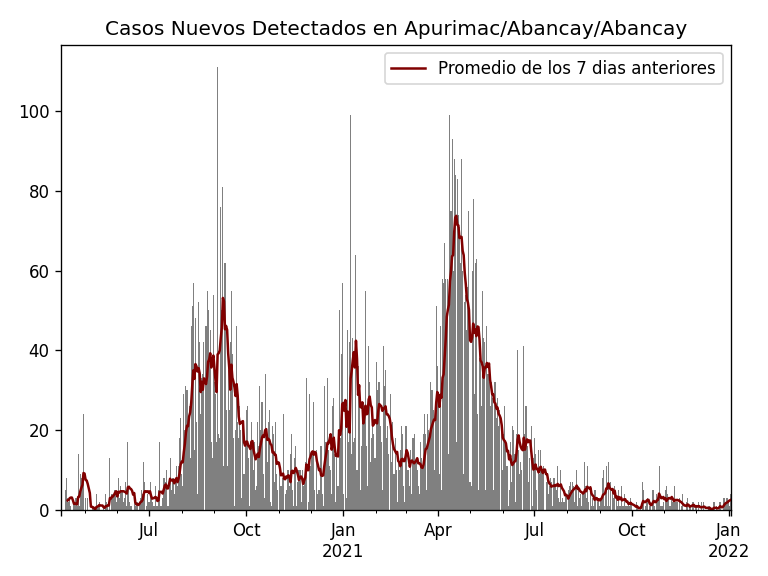 Casos Nuevos Detectados en Apurimac/Abancay/Abancay
Promedio de los 7 dias anteriores
100
80
60
40
20
0
Jul
Oct
Jan
2021
Apr
Jul
Oct
Jan
2022